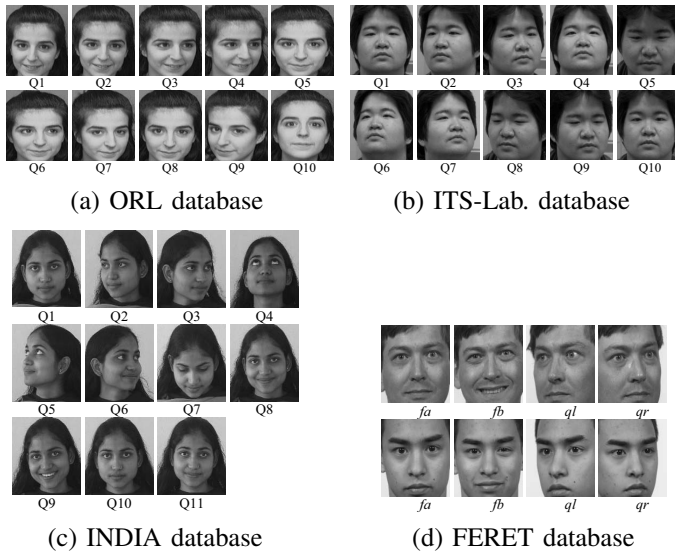 Q1 Q2 Q3 Q4 Q5
Q6 Q7 Q8 Q9 Q10
(a) ORL database
Q1 Q2 Q3 Q4 Q5
Q6 Q7 Q8 Q9 Q10
(b) ITS-Lab. database
Q1 Q2 Q3 Q4
Q5 Q6 Q7 Q8
Q9 Q10 Q11
(c) INDIA database
fa fb ql qr
fa fb ql qr
(d) FERET database